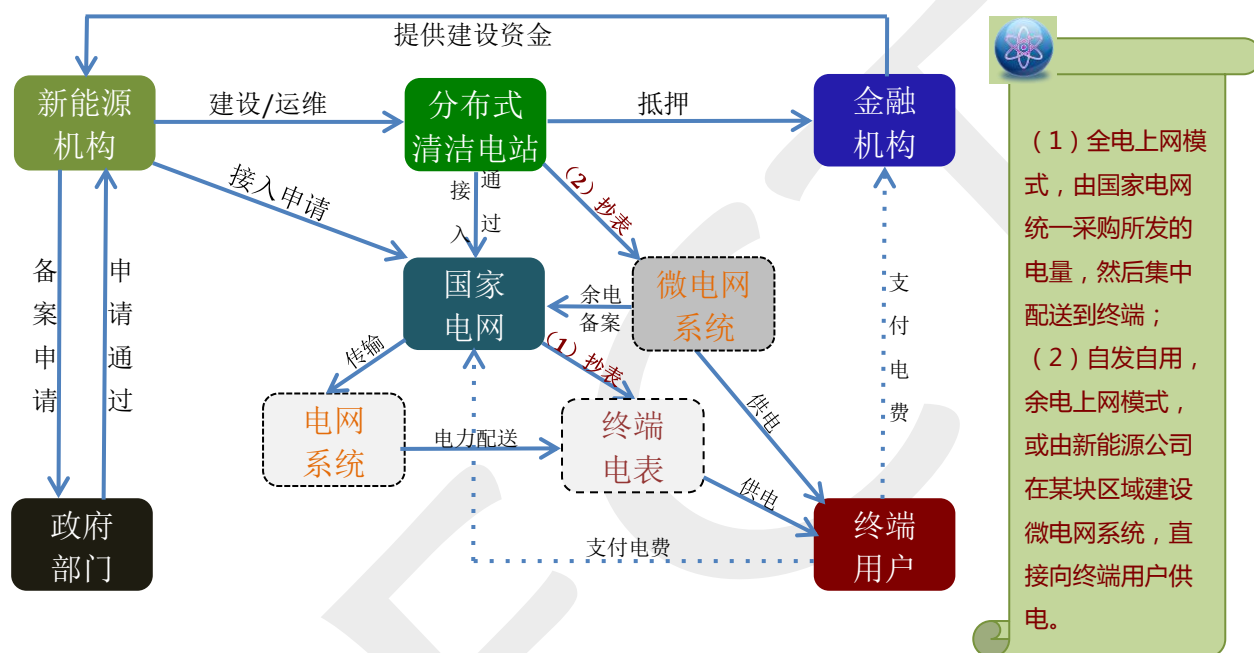 提供建设资金
新能源
机构
建设/运维
分布式
清洁电站
抵押
金融
机构
接入申请
接入
通过
（2）抄表
备案申请
申请通过
国家
电网
余电
备案
微电网
系统
支付电费
传输
（1）抄表
供电
电网
系统
电力配送
终端
电表
供电
政府
部门
支付电费
终端
用户
（1）全电上网模
式，由国家电网
统一采购所发的
电量，然后集中
配送到终端；
（2）自发自用，
余电上网模式，
或由新能源公司
在某块区域建设
微电网系统，直
接向终端用户供
电。